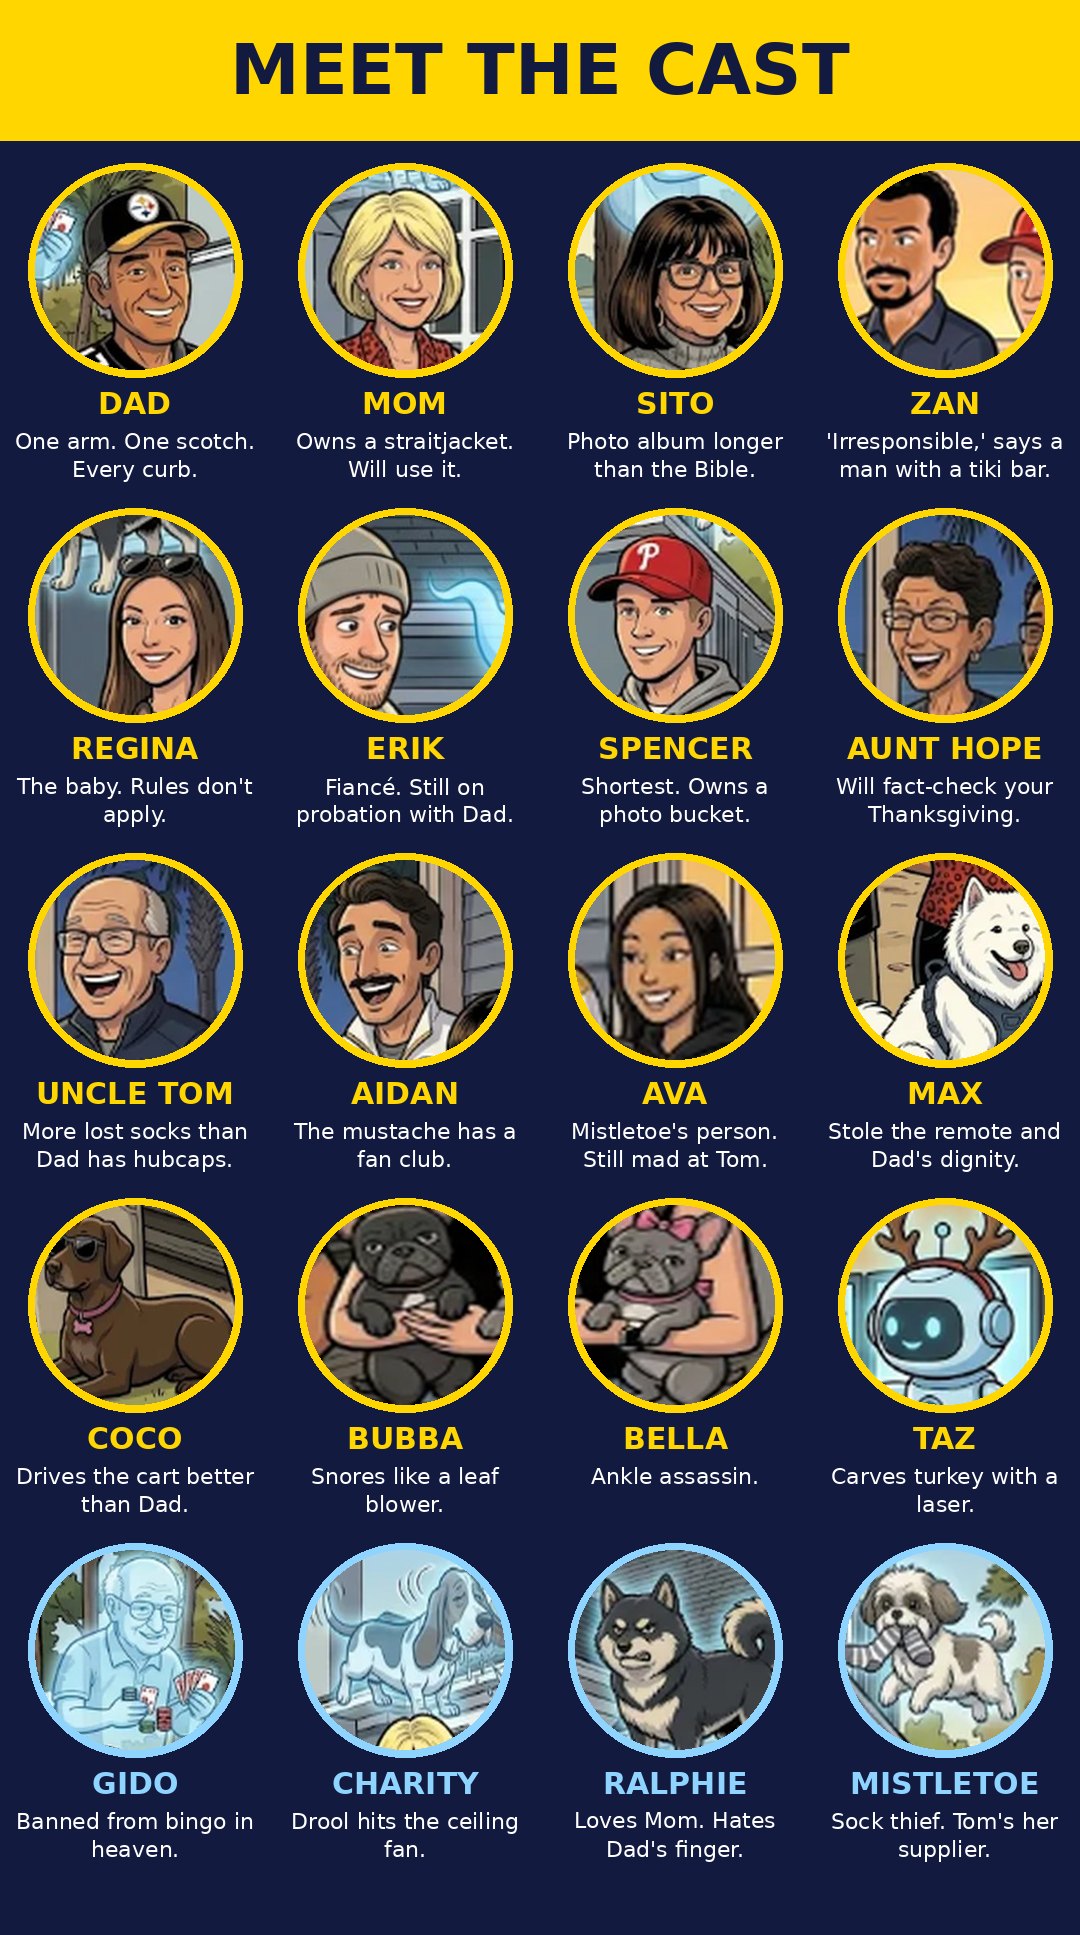 MEET THE CAST
DAD
One arm. One scotch.
Every curb.
MOM
Owns a straitjacket.
Will use it.
SITO
Photo album longer
than the Bible.
ZAN
'Irresponsible,' says a
man with a tiki bar.
REGINA
The baby. Rules don't
apply.
ERIK
Fiancé. Still on
probation with Dad.
P
SPENCER
Shortest. Owns a
photo bucket.
AUNT HOPE
Will fact-check your
Thanksgiving.
UNCLE TOM
More lost socks than
Dad has hubcaps.
AIDAN
The mustache has a
fan club.
AVA
Mistletoe's person.
Still mad at Tom.
MAX
Stole the remote and
Dad's dignity.
COCO
Drives the cart better
than Dad.
BUBBA
Snores like a leaf
blower.
BELLA
Ankle assassin.
TAZ
Carves turkey with a
laser.
GIDO
Banned from bingo in
heaven.
CHARITY
Drool hits the ceiling
fan.
RALPHIE
Loves Mom. Hates
Dad's finger.
MISTLETOE
Sock thief. Tom's her
supplier.